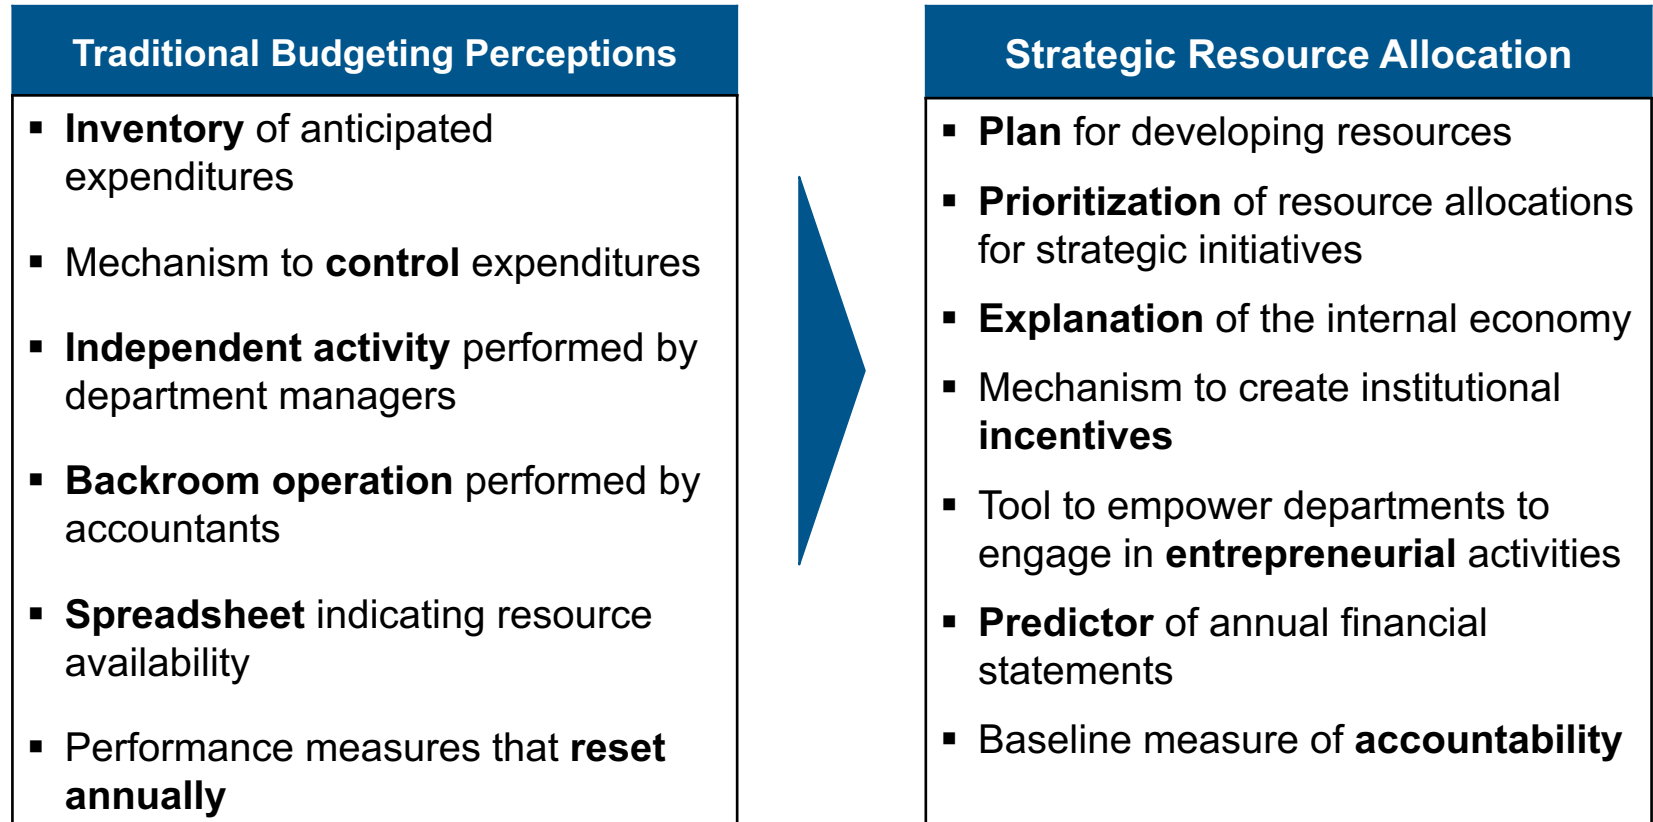 Traditional Budgeting Perceptions
▪ Inventory of anticipated
expenditures
▪ Mechanism to control expenditures
▪ Independent activity performed by
department managers
▪ Backroom operation performed by
accountants
▪ Spreadsheet indicating resource
availability
▪ Performance measures that reset
annually
Strategic Resource Allocation
▪ Plan for developing resources
▪ Prioritization of resource allocations
for strategic initiatives
▪ Explanation of the internal economy
▪ Mechanism to create institutional
incentives
▪ Tool to empower departments to
engage in entrepreneurial activities
▪ Predictor of annual financial
statements
▪ Baseline measure of accountability